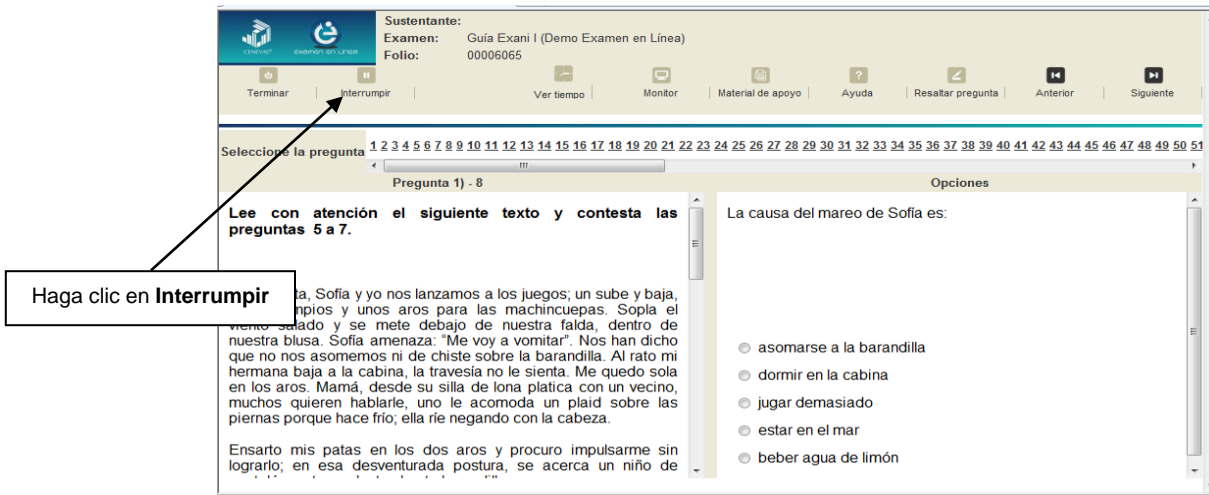 CENEVAL®
examen en Línea
Sustentante:
Examen: Guía Exani I (Demo Examen en Línea)
Folio: 00006065
Terminar Interrumpir Ver tiempo Monitor Material de apoyo Ayuda Resaltar pregunta Anterior Siguiente
Seleccione la pregunta 1 2 3 4 5 6 7 8 9 10 11 12 13 14 15 16 17 18 19 20 21 22 23 24 25 26 27 28 29 30 31 32 33 34 35 36 37 38 39 40 41 42 43 44 45 46 47 48 49 50 51
Pregunta 1) - 8
Lee con atención el siguiente texto y contesta las
preguntas 5 a 7.
ta, Sofía y yo nos lanzamos a los juegos; un sube y baja,
mpios y unos aros para las machincuepas. Sopla el
viento salado y se mete debajo de nuestra falda, dentro de
nuestra blusa. Sofía amenaza: "Me voy a vomitar". Nos han dicho
que no nos asomemos ni de chiste sobre la barandilla. Al rato mi
hermana baja a la cabina, la travesía no le sienta. Me quedo sola
en los aros. Mamá, desde su silla de lona platica con un vecino,
muchos quieren hablarle, uno le acomoda un plaid sobre las
piernas porque hace frío; ella ríe negando con la cabeza.
Ensarto mis patas en los dos aros y procuro impulsarme sin
lograrlo; en esa desventurada postura, se acerca un niño de
Opciones
La causa del mareo de Sofía es:
asomarse a la barandilla
dormir en la cabina
jugar demasiado
estar en el mar
beber agua de limón
Haga clic en Interrumpir